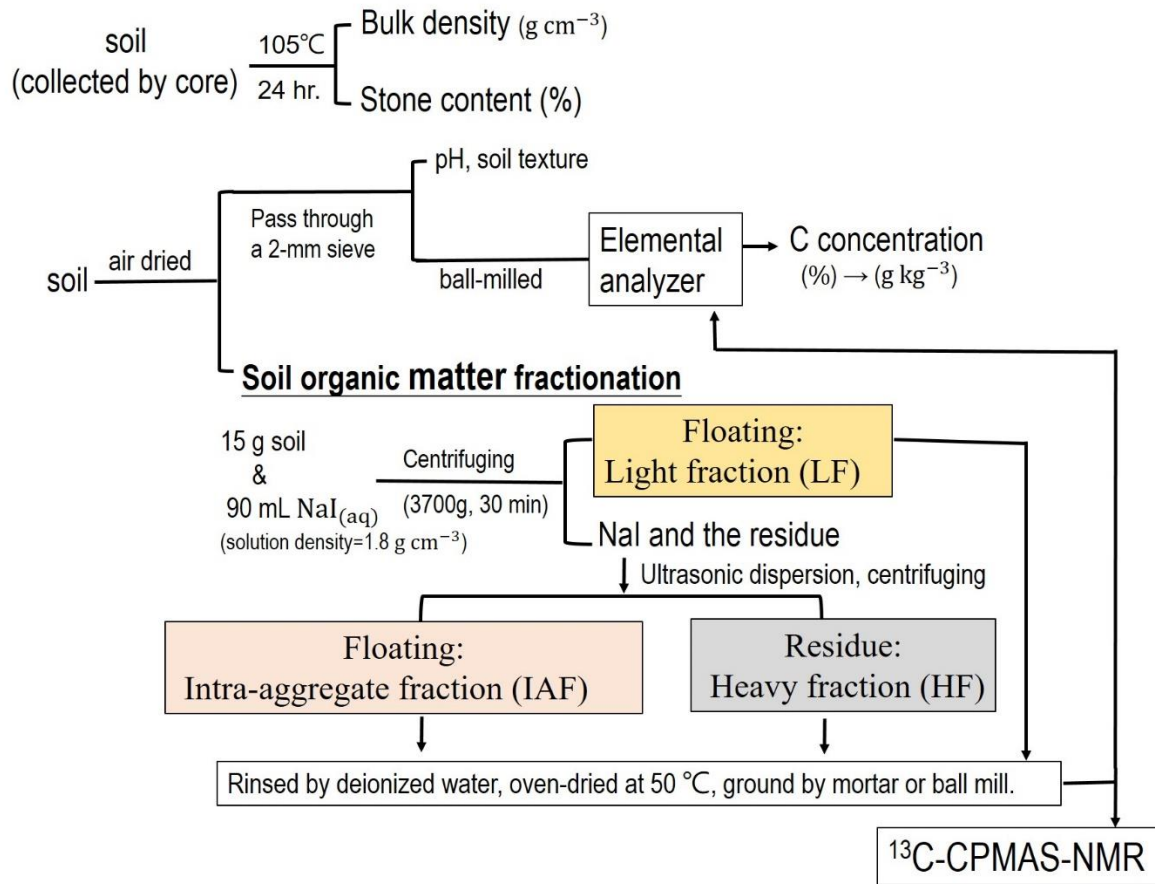 soil
(collected by core)
105℃
24 hr.
Bulk density (g cm⁻³)
Stone content (%)
soil
air dried
Pass through
a 2-mm sieve
pH, soil texture
ball-milled
Elemental
analyzer
C concentration
(%) → (g kg⁻³)
Soil organic matter fractionation
15 g soil
&
90 mL NaI₍aq₎
(solution density=1.8 g cm⁻³)
Centrifuging
(3700g, 30 min)
Floating:
Light fraction (LF)
NaI and the residue
Ultrasonic dispersion, centrifuging
Floating:
Intra-aggregate fraction (IAF)
Residue:
Heavy fraction (HF)
Rinsed by deionized water, oven-dried at 50 ℃, ground by mortar or ball mill.
¹³C-CPMAS-NMR